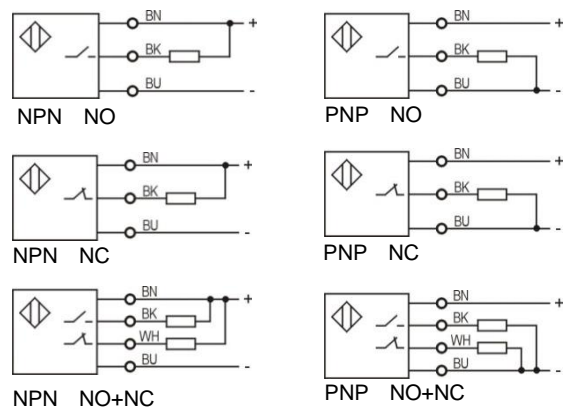 BN +
BK
BU -
NPN NO
BN +
BK
BU -
PNP NO
BN +
BK
BU -
NPN NC
BN +
BK
BU -
PNP NC
BN +
BK
WH
BU -
NPN NO+NC
BN +
BK
WH
BU -
PNP NO+NC